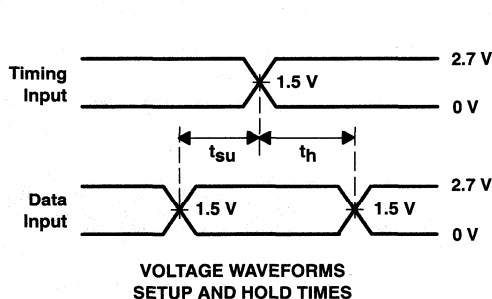 2.7 V
Timing
Input
1.5 V
0 V
tsu
th
2.7 V
Data
Input
1.5 V
1.5 V
0 V
VOLTAGE WAVEFORMS
SETUP AND HOLD TIMES